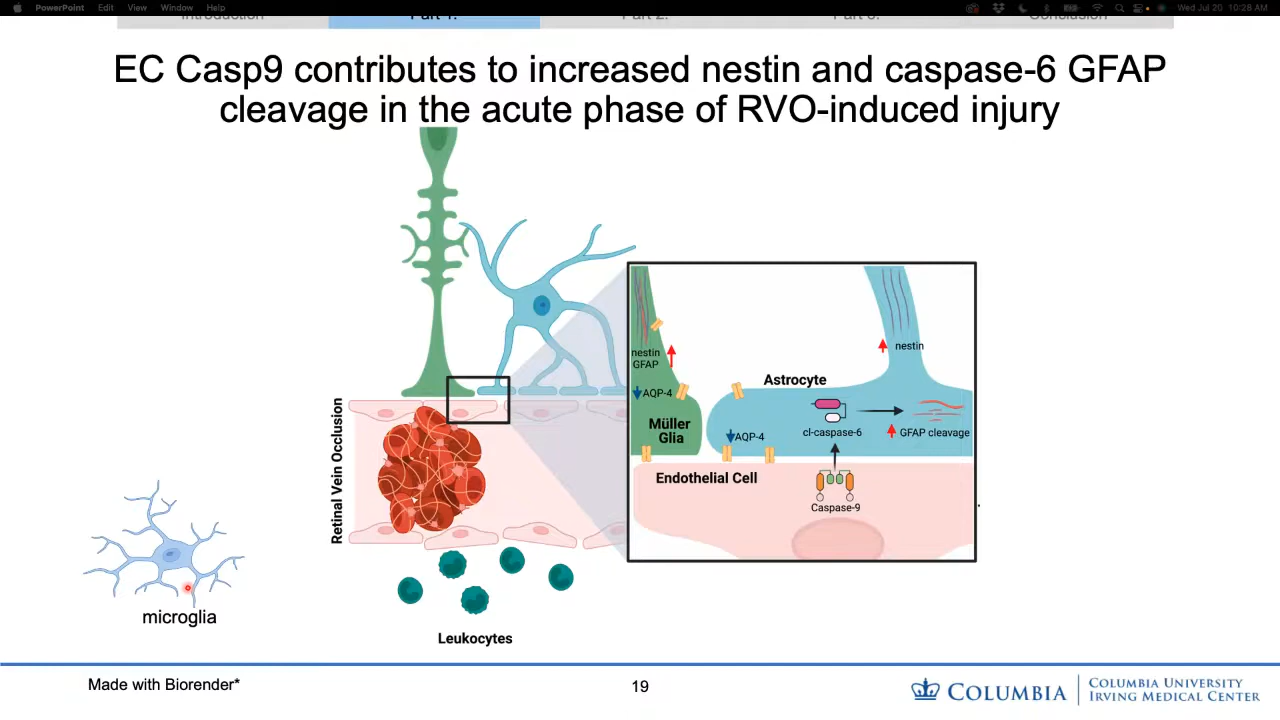 PowerPoint Edit View Window Help
Wed Jul 20 10:28 AM
Introduction Part 1: Part 2: Part 3: Conclusion
EC Casp9 contributes to increased nestin and caspase-6 GFAP
cleavage in the acute phase of RVO-induced injury
Retinal Vein Occlusion
nestin
GFAP
AQP-4
Müller
Glia
Astrocyte
nestin
AQP-4
cl-caspase-6
GFAP cleavage
Endothelial Cell
Caspase-9
microglia
Leukocytes
Made with Biorender*
19
COLUMBIA
COLUMBIA UNIVERSITY
IRVING MEDICAL CENTER